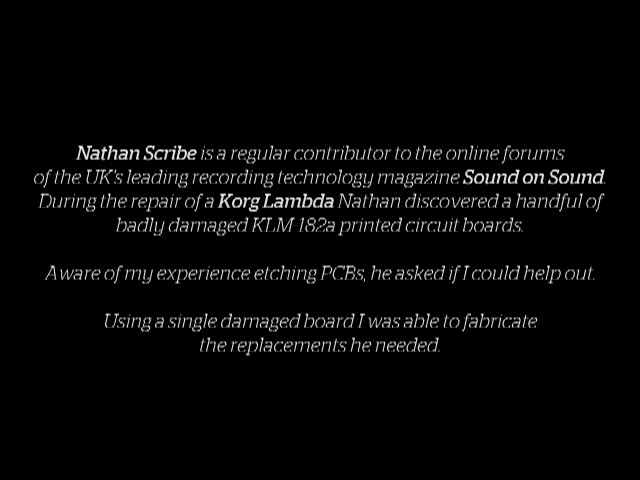 Nathan Scribe is a regular contributor to the online forums
of the UK's leading recording technology magazine Sound on Sound.
During the repair of a Korg Lambda Nathan discovered a handful of
badly damaged KLM-182a printed circuit boards.
Aware of my experience etching PCBs, he asked if I could help out.
Using a single damaged board I was able to fabricate
the replacements he needed.